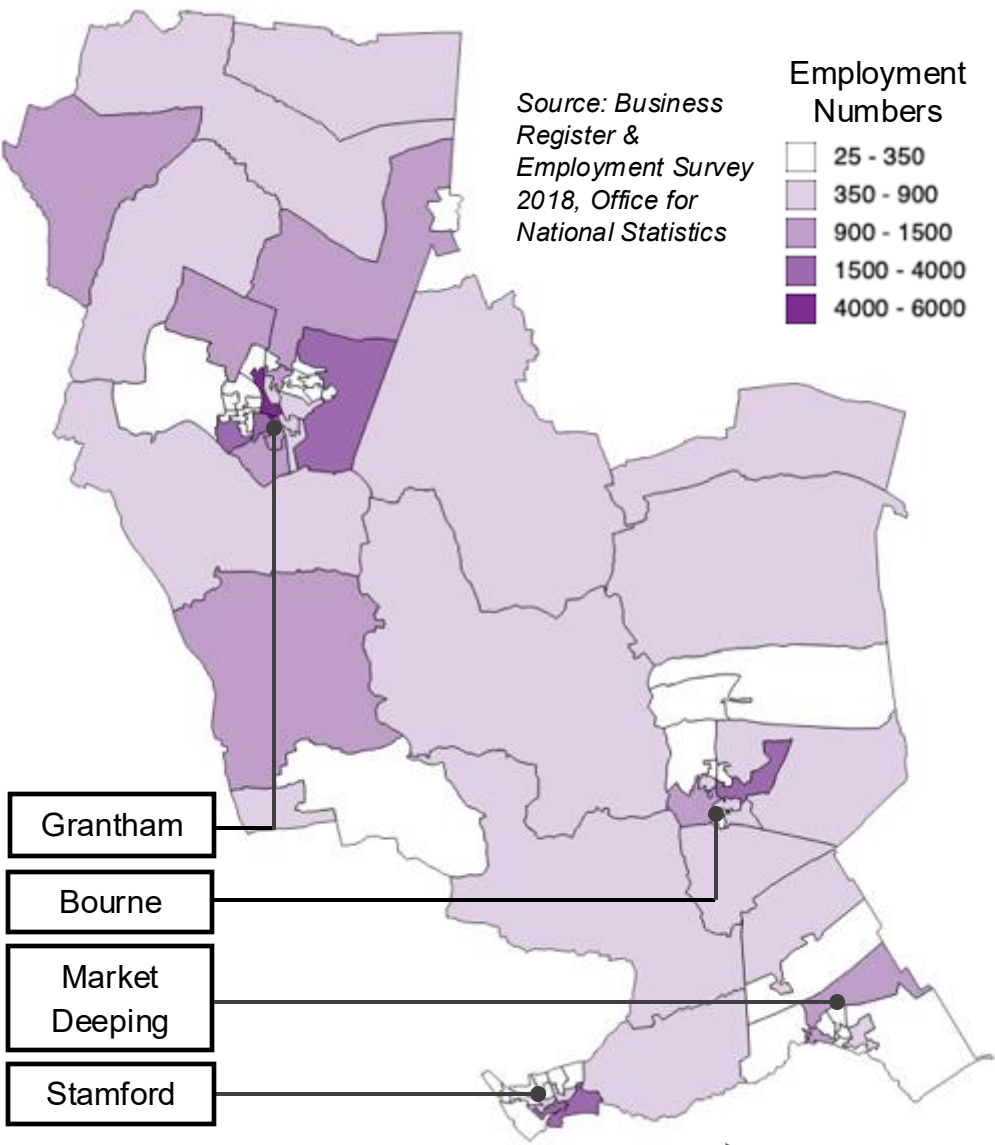 Employment
Numbers
Source: Business
Register &
Employment Survey
2018, Office for
National Statistics
25 - 350
350 - 900
900 - 1500
1500 - 4000
4000 - 6000
Grantham
Bourne
Market
Deeping
Stamford